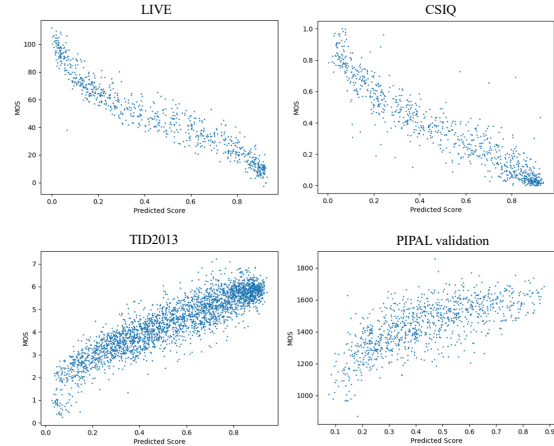 LIVE
100
80
60
40
20
0
MOS
0.0 0.2 0.4 0.6 0.8
Predicted Score
CSIQ
1.0
0.8
0.6
0.4
0.2
0.0
MOS
0.0 0.2 0.4 0.6 0.8 1.0
Predicted Score
TID2013
7
6
5
4
3
2
1
0
MOS
0.0 0.2 0.4 0.6 0.8
Predicted Score
PIPAL validation
1800
1600
1400
1200
1000
MOS
0.1 0.2 0.3 0.4 0.5 0.6 0.7 0.8 0.9
Predicted Score